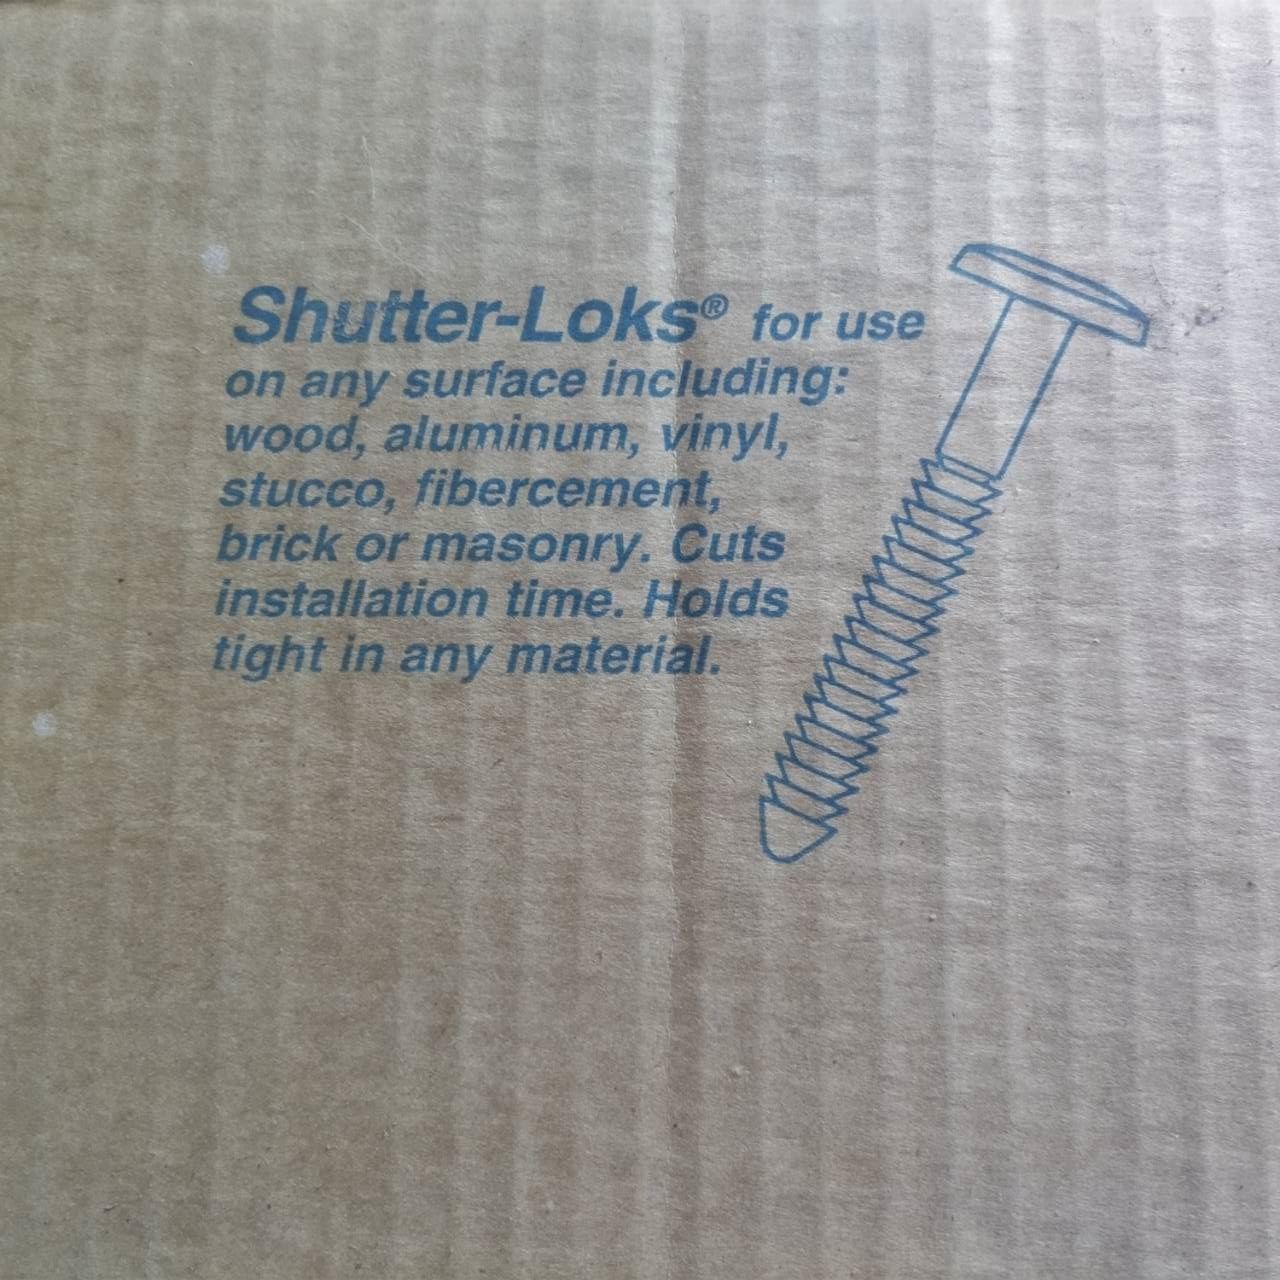 Shutter-Loks® for use
on any surface including:
wood, aluminum, vinyl,
stucco, fibercement,
brick or masonry. Cuts
installation time. Holds
tight in any material.